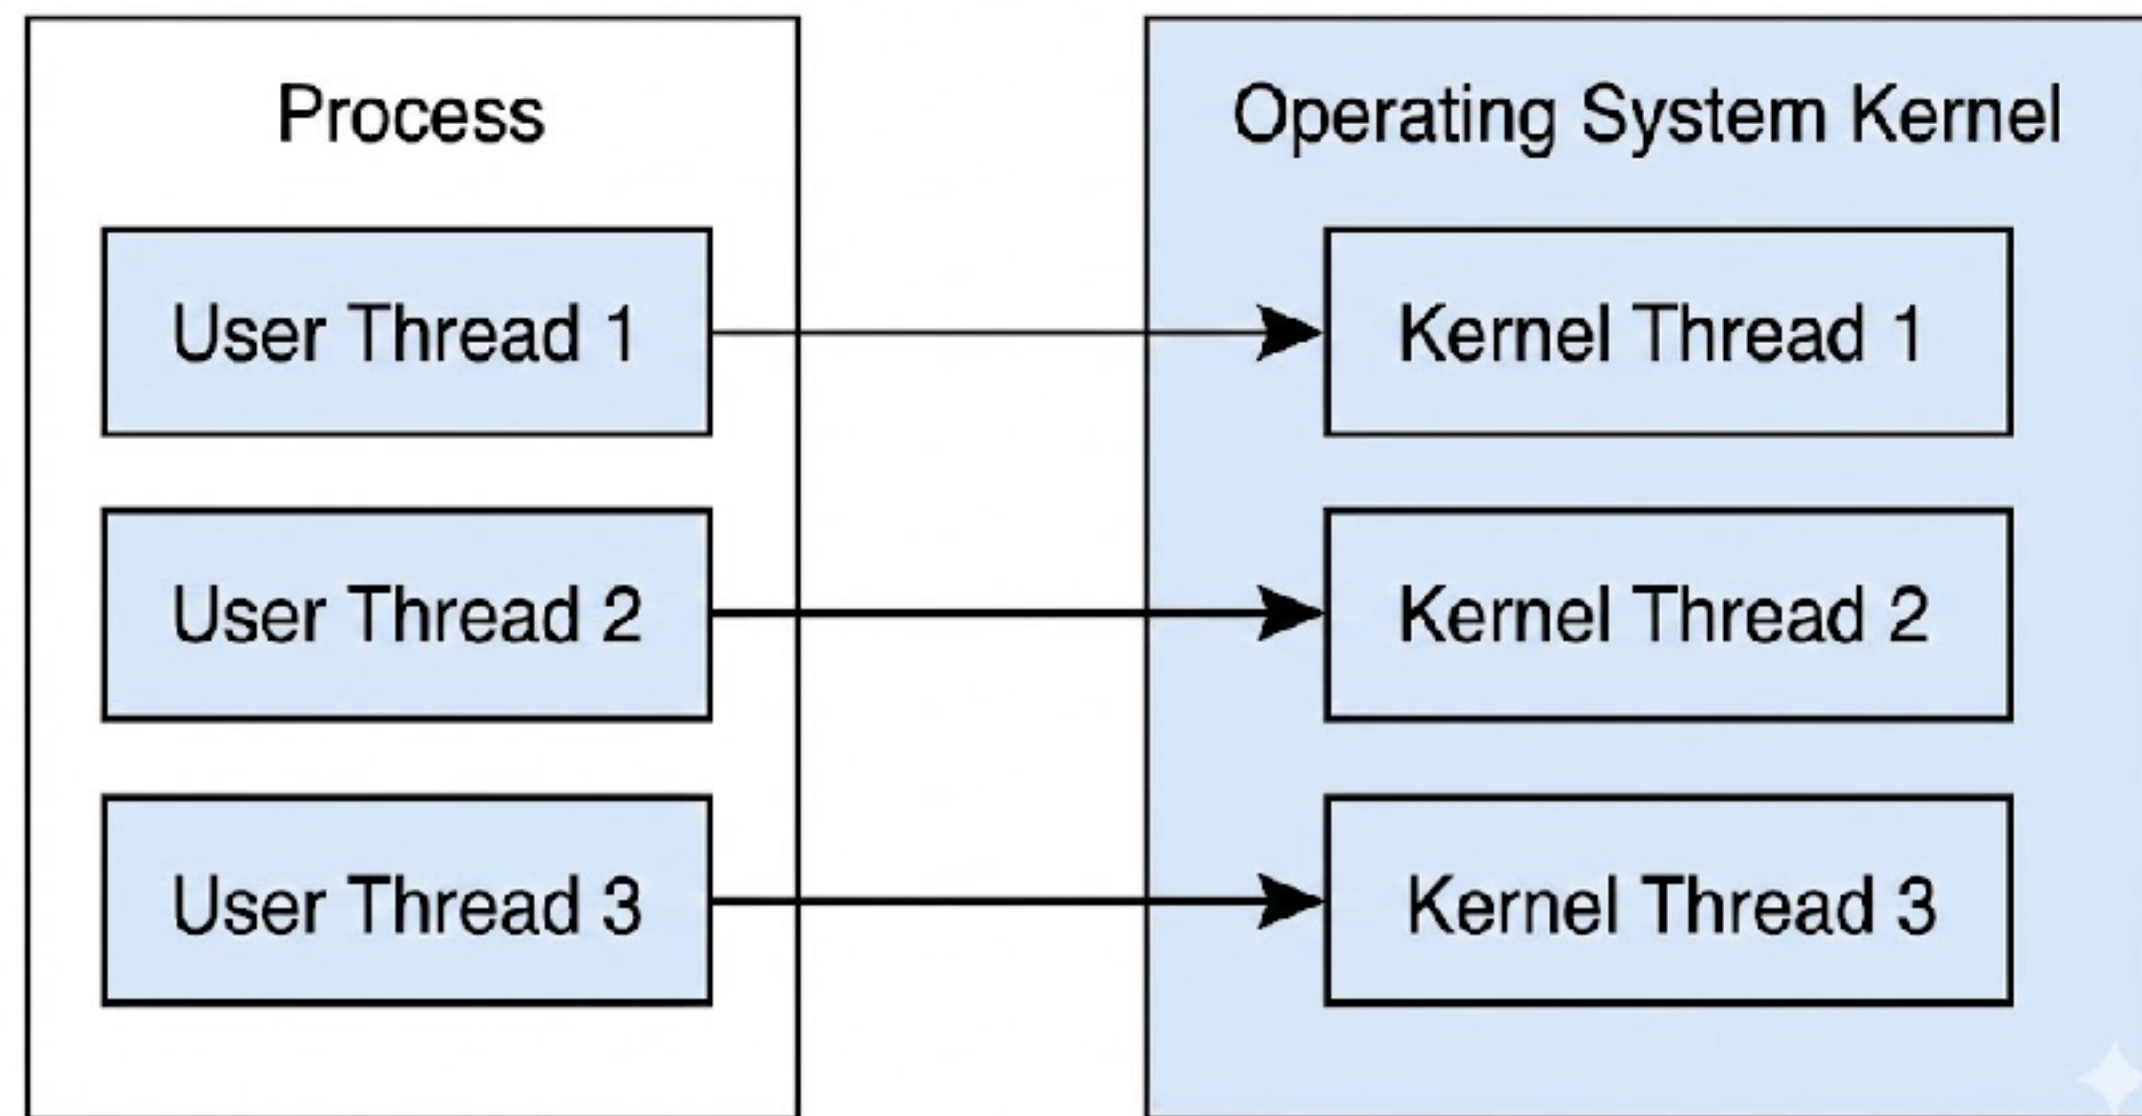 Process
User Thread 1
User Thread 2
User Thread 3
Operating System Kernel
Kernel Thread 1
Kernel Thread 2
Kernel Thread 3